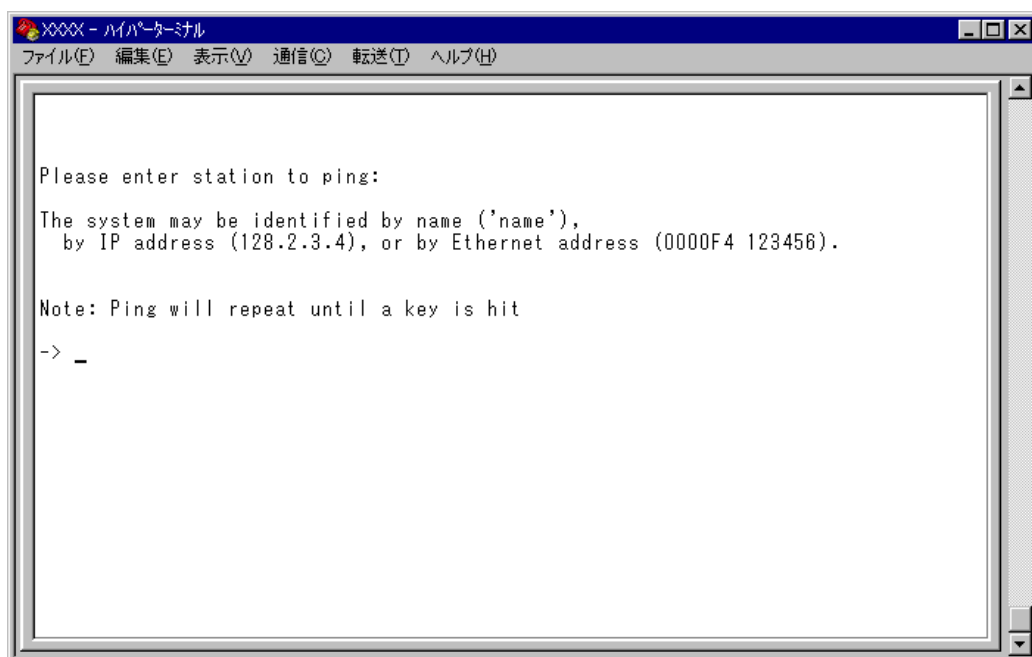 XXXX - ﾊｲﾊﾟｰﾀｰﾐﾅﾙ
ファイル(F) 編集(E) 表示(V) 通信(C) 転送(T) ヘルプ(H)
Please enter station to ping:
The system may be identified by name ('name'),
by IP address (128.2.3.4), or by Ethernet address (0000F4 123456).
Note: Ping will repeat until a key is hit
-> _